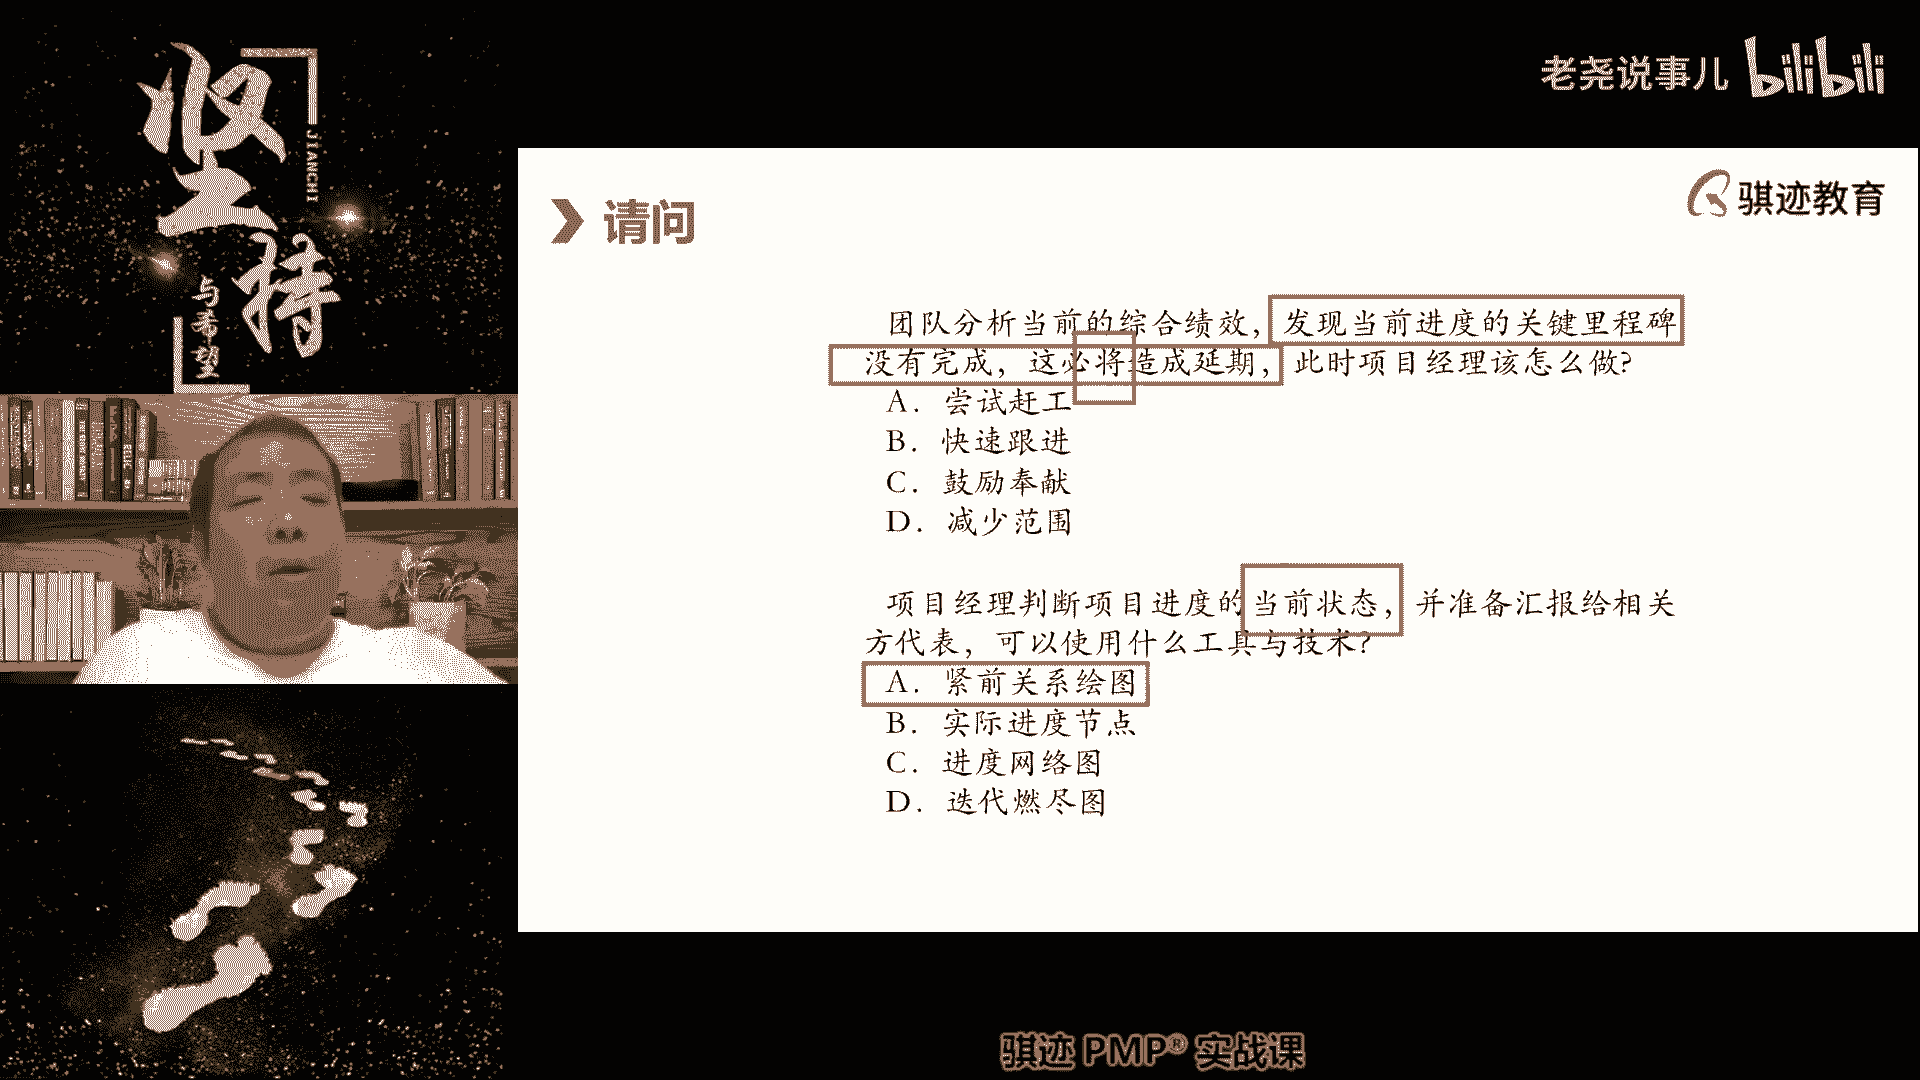 坚持
JIANCHI
与希望
老尧说事儿 bilibili
骐迹教育
请问
团队分析当前的综合绩效，发现当前进度的关键里程碑
没有完成，这必将造成延期，此时项目经理该怎么做？
A. 尝试赶工
B. 快速跟进
C. 鼓励奉献
D. 减少范围
项目经理判断项目进度的当前状态，并准备汇报给相关
方代表，可以使用什么工具与技术？
A. 紧前关系绘图
B. 实际进度节点
C. 进度网络图
D. 迭代燃尽图
骐迹 PMP® 实战课